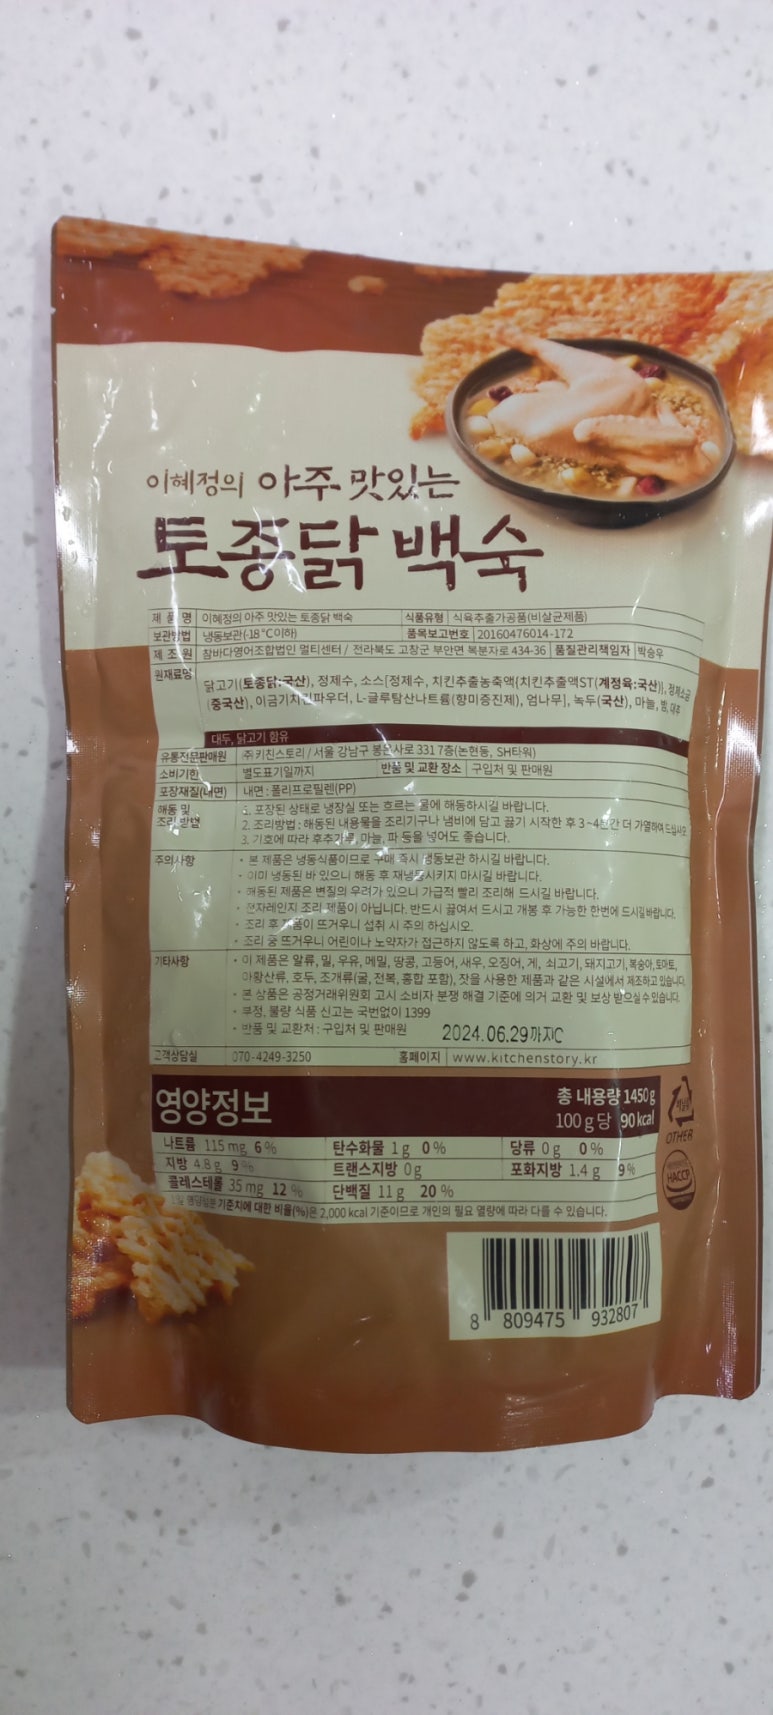 이혜정의 아주 맛있는
토종닭 백숙
제 품 명 이혜정의 아주 맛있는 토종닭 백숙 식품유형 식육추출가공품(비살균제품)
보관방법 냉동보관(-18℃이하) 품목보고번호 20160476014-172
제 조 원 참바다영어조합법인 멀티센터/ 전라북도 고창군 부안면 복분자로 434-36 품질관리책임자 박승우
원재료명 닭고기(토종닭:국산), 정제수, 소스[정제수, 치킨추출농축액{치킨추출액ST(계정육:국산)}, 정제소금
(중국산), 이금기치킨파우더, L-글루탐산나트륨(향미증진제), 엄나무], 녹두(국산), 마늘, 밤, 대추
대두, 닭고기 함유
유통전문판매원 ㈜키친스토리/서울 강남구 봉은사로 331 7층(논현동, SH타워)
소비기한 별도표기일까지 반품 및 교환 장소 구입처 및 판매원
포장재질(내면) 내면 : 폴리프로필렌(PP)
해동 및 1. 포장된 상태로 냉장실 또는 흐르는 물에 해동하시길 바랍니다.
조리 방법 2. 조리방법 : 해동된 내용물을 조리기구나 냄비에 담고 끓기 시작한 후 3~4분간 더 가열하여 드십시오.
3. 기호에 따라 후추가루, 마늘, 파 등을 넣어도 좋습니다.
주의사항 • 본 제품은 냉동식품이므로 구매 즉시 냉동보관 하시길 바랍니다.
• 이미 냉동된 바 있으니 해동 후 재냉동시키지 마시길 바랍니다.
• 해동된 제품은 변질의 우려가 있으니 가급적 빨리 조리해 드시길 바랍니다.
• 전자레인지 조리 제품이 아닙니다. 반드시 끓여서 드시고 개봉 후 가능한 한번에 드시길바랍니다.
• 조리 후 제품이 뜨거우니 섭취 시 주의 하십시오.
• 조리 중 뜨거우니 어린이나 노약자가 접근하지 않도록 하고, 화상에 주의 바랍니다.
기타사항 • 이 제품은 알류, 밀, 우유, 메밀, 땅콩, 고등어, 새우, 오징어, 게, 쇠고기, 돼지고기, 복숭아, 토마토,
아황산류, 호두, 조개류(굴, 전복, 홍합 포함), 잣을 사용한 제품과 같은 시설에서 제조하고 있습니다.
• 본 상품은 공정거래위원회 고시 소비자 분쟁 해결 기준에 의거 교환 및 보상 받으실 수 있습니다.
• 부정, 불량 식품 신고는 국번없이 1399
• 반품 및 교환처 : 구입처 및 판매원 2024.06.29까지C
고객상담실 070-4249-3250 홈페이지 www.kitchenstory.kr
영양정보 총 내용량 1450g
100 g 당 90 kcal
나트륨 115 mg 6 % 탄수화물 1 g 0% 당류 0 g 0%
지방 4.8 g 9 % 트랜스지방 0 g 포화지방 1.4 g 9 %
콜레스테롤 35 mg 12 % 단백질 11 g 20 %
1일 영양성분 기준치에 대한 비율(%)은 2,000 kcal 기준이므로 개인의 필요 열량에 따라 다를 수 있습니다.
비닐류
OTHER
HACCP
8 809475 932807